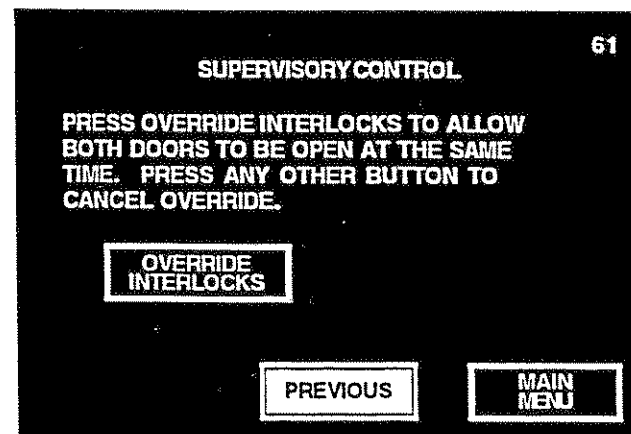 61
SUPERVISORY CONTROL
PRESS OVERRIDE INTERLOCKS TO ALLOW
BOTH DOORS TO BE OPEN AT THE SAME
TIME. PRESS ANY OTHER BUTTON TO
CANCEL OVERRIDE.
OVERRIDE
INTERLOCKS
PREVIOUS
MAIN
MENU